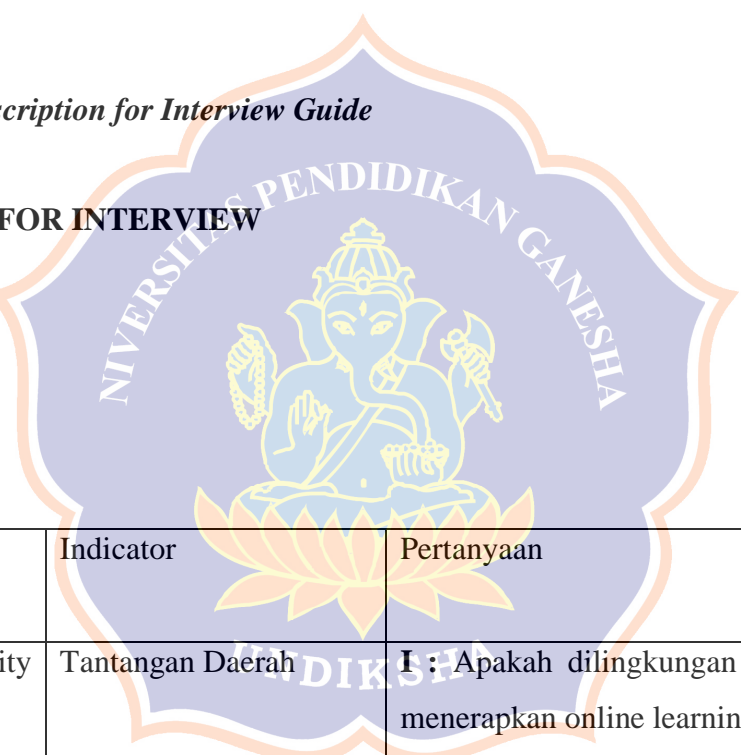 scription for Interview Guide
FOR INTERVIEW
NIVERSITAS PENDIDIKAN GANESHA
UNDIKSHA
Indicator
Pertanyaan
ity
Tantangan Daerah
I : Apakah dilingkungan
menerapkan online learnin